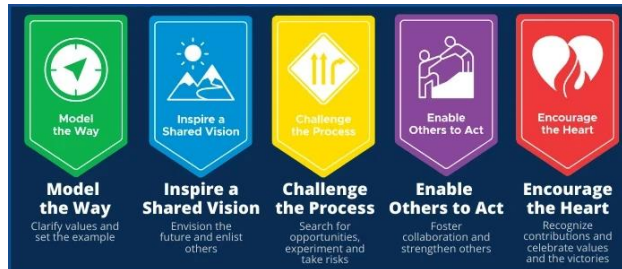 Model
the Way
Inspire a
Shared Vision
Challenge
the Process
Enable
Others to Act
Encourage
the Heart
Model
the Way
Clarify values and
set the example
Inspire a
Shared Vision
Envision the
future and enlist
others
Challenge
the Process
Search for
opportunities,
experiment and
take risks
Enable
Others to Act
Foster
collaboration and
strengthen others
Encourage
the Heart
Recognize
contributions and
celebrate values
and the victories